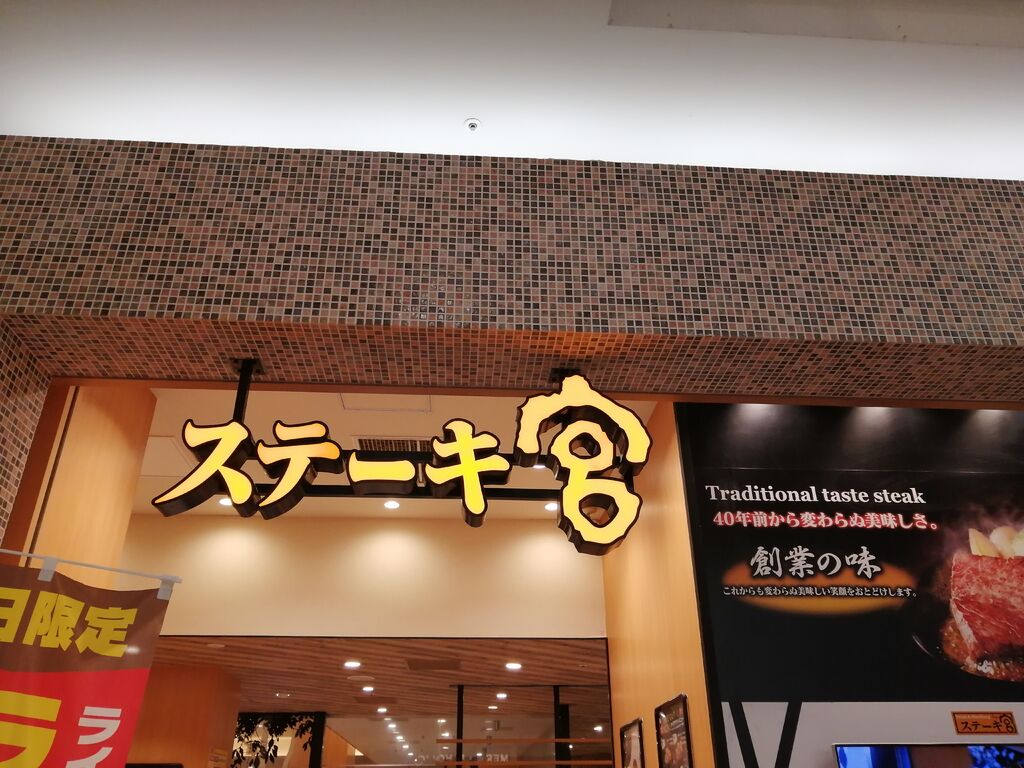 ステーキ宮
Traditional taste steak
40年前から変わらぬ美味しさ。
創業の味
これからも変わらぬ美味しい笑顔をおとどけします。
日限定
ラ
ライ
ステーキ宮